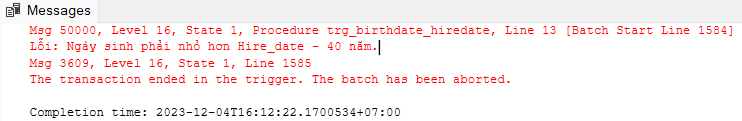 Messages
Msg 50000, Level 16, State 1, Procedure trg_birthdate_hiredate, Line 13 [Batch Start Line 1584]
Lỗi: Ngày sinh phải nhỏ hơn Hire_date - 40 năm.
Msg 3609, Level 16, State 1, Line 1585
The transaction ended in the trigger. The batch has been aborted.
Completion time: 2023-12-04T16:12:22.1700534+07:00